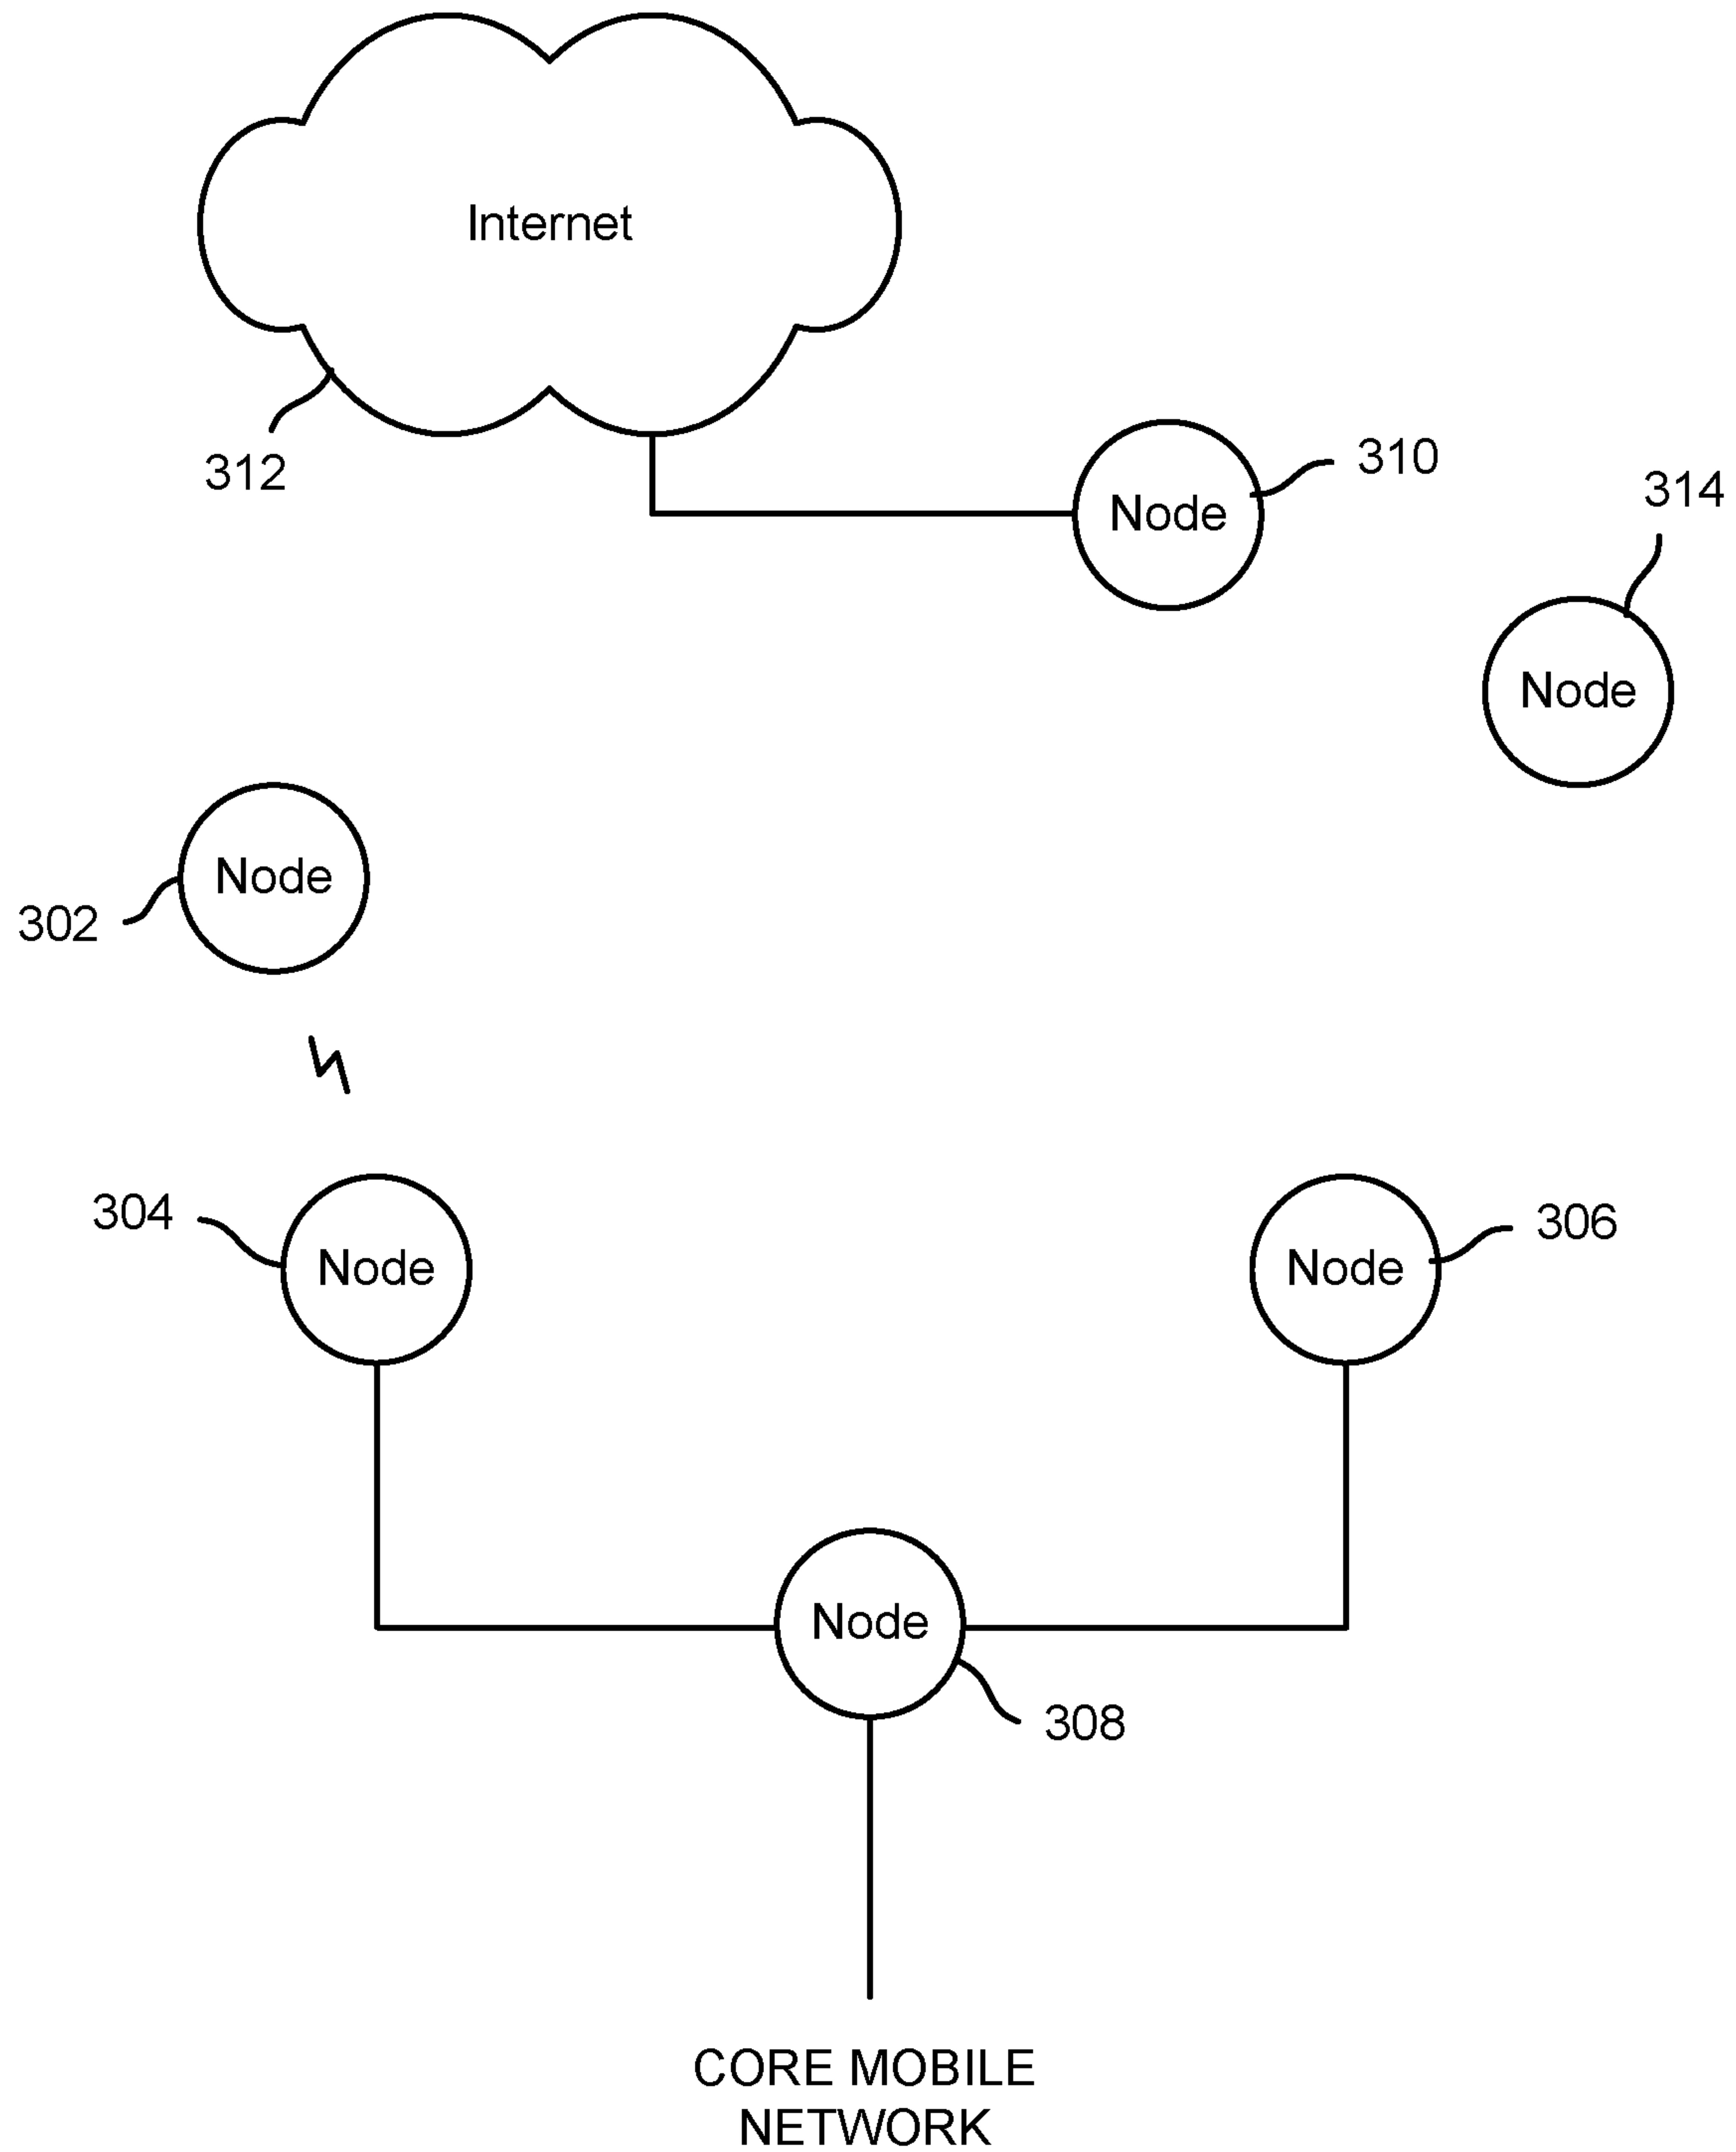 Internet
312
Node
310
314
Node
Node
302
304
Node
Node
306
Node
308
CORE MOBILE
NETWORK